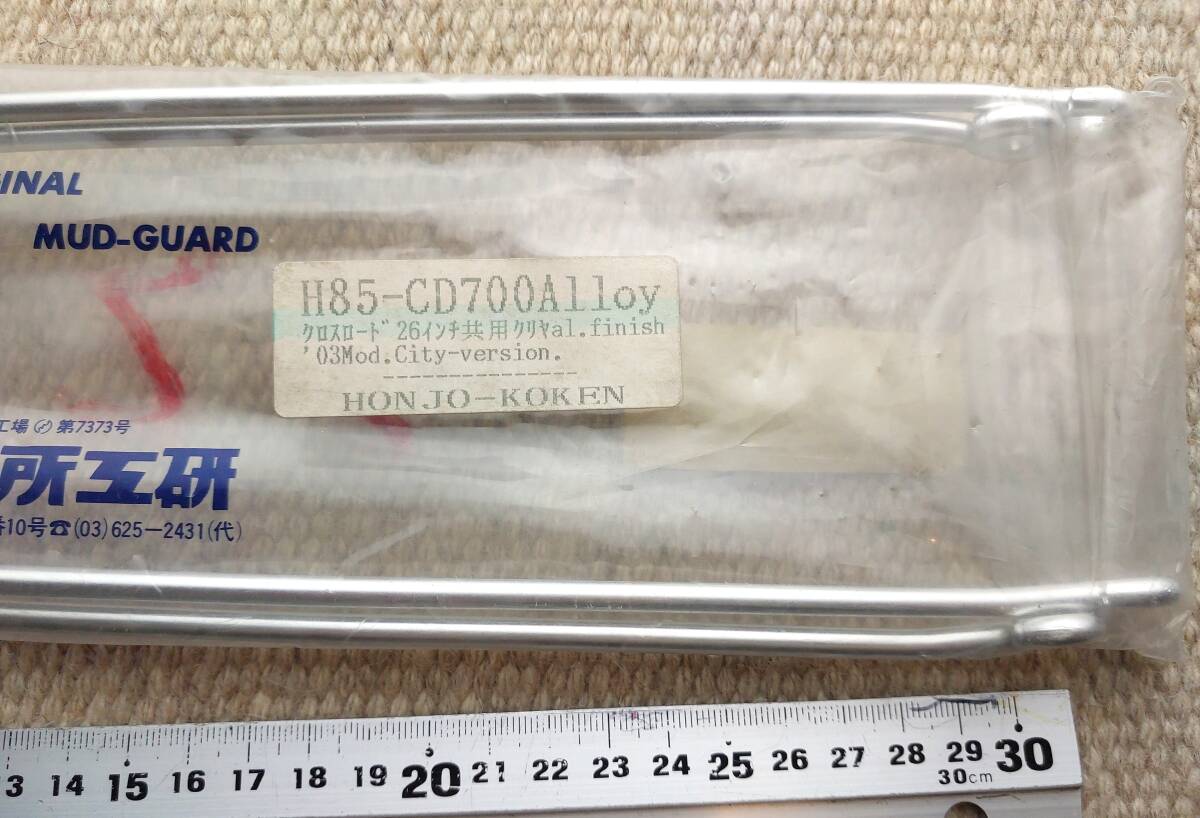 GINAL
MUD-GUARD
H85-CD700Alloy
クロスロード 26インチ共用クリヤal.finish
'03Mod.City-version.
HONJO-KOKEN
工場 第7373号
所工研
10号☎(03)625-2431(代)
13 14 15 16 17 18 19 20 21 22 23 24 25 26 27 28 29 30
30cm